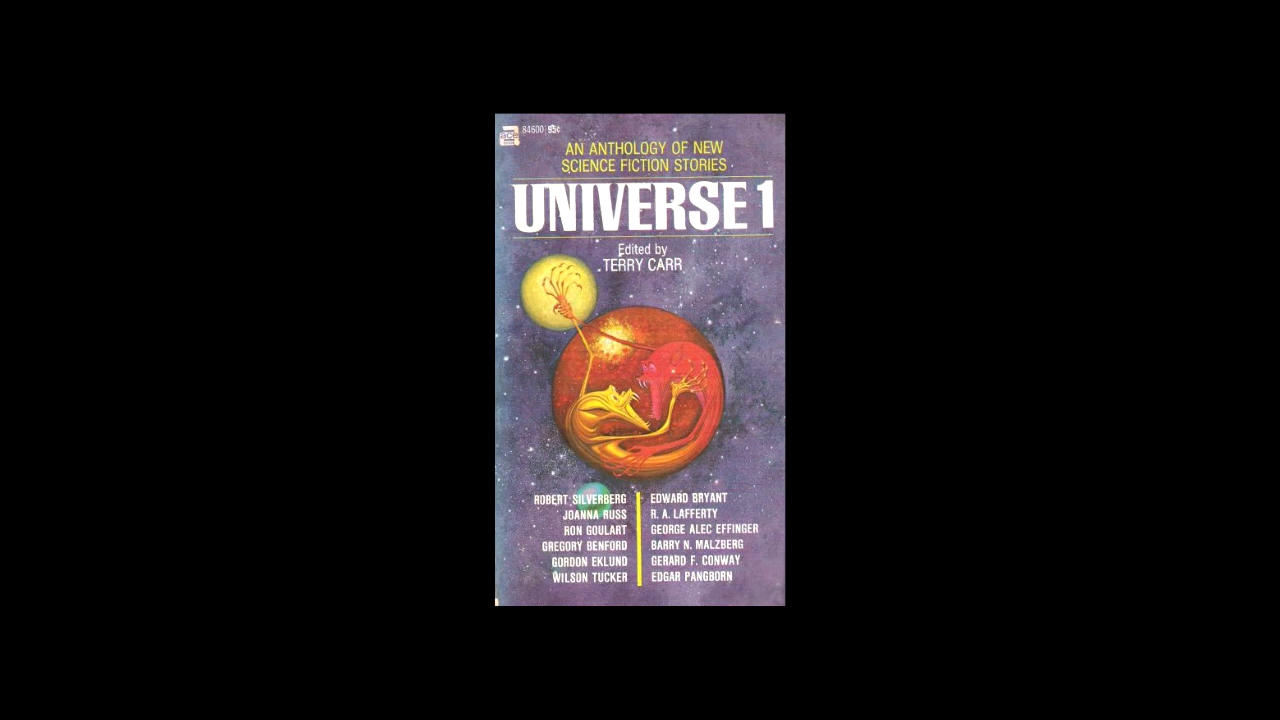 ace
84600 95¢
AN ANTHOLOGY OF NEW
SCIENCE FICTION STORIES
UNIVERSE 1
Edited by
TERRY CARR
ROBERT SILVERBERG
JOANNA RUSS
RON GOULART
GREGORY BENFORD
GORDON EKLUND
WILSON TUCKER
EDWARD BRYANT
R. A. LAFFERTY
GEORGE ALEC EFFINGER
BARRY N. MALZBERG
GERARD F. CONWAY
EDGAR PANGBORN